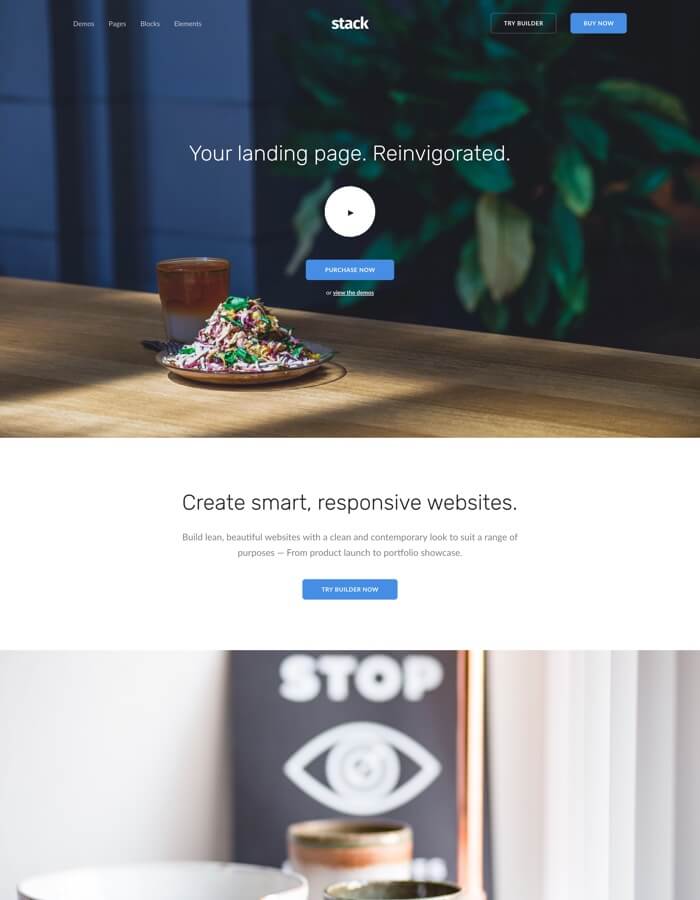 Demos Pages Blocks Elements stack TRY BUILDER BUY NOW
Your landing page. Reinvigorated.
PURCHASE NOW
or view the demos
Create smart, responsive websites.
Build lean, beautiful websites with a clean and contemporary look to suit a range of
purposes — From product launch to portfolio showcase.
TRY BUILDER NOW
STOP